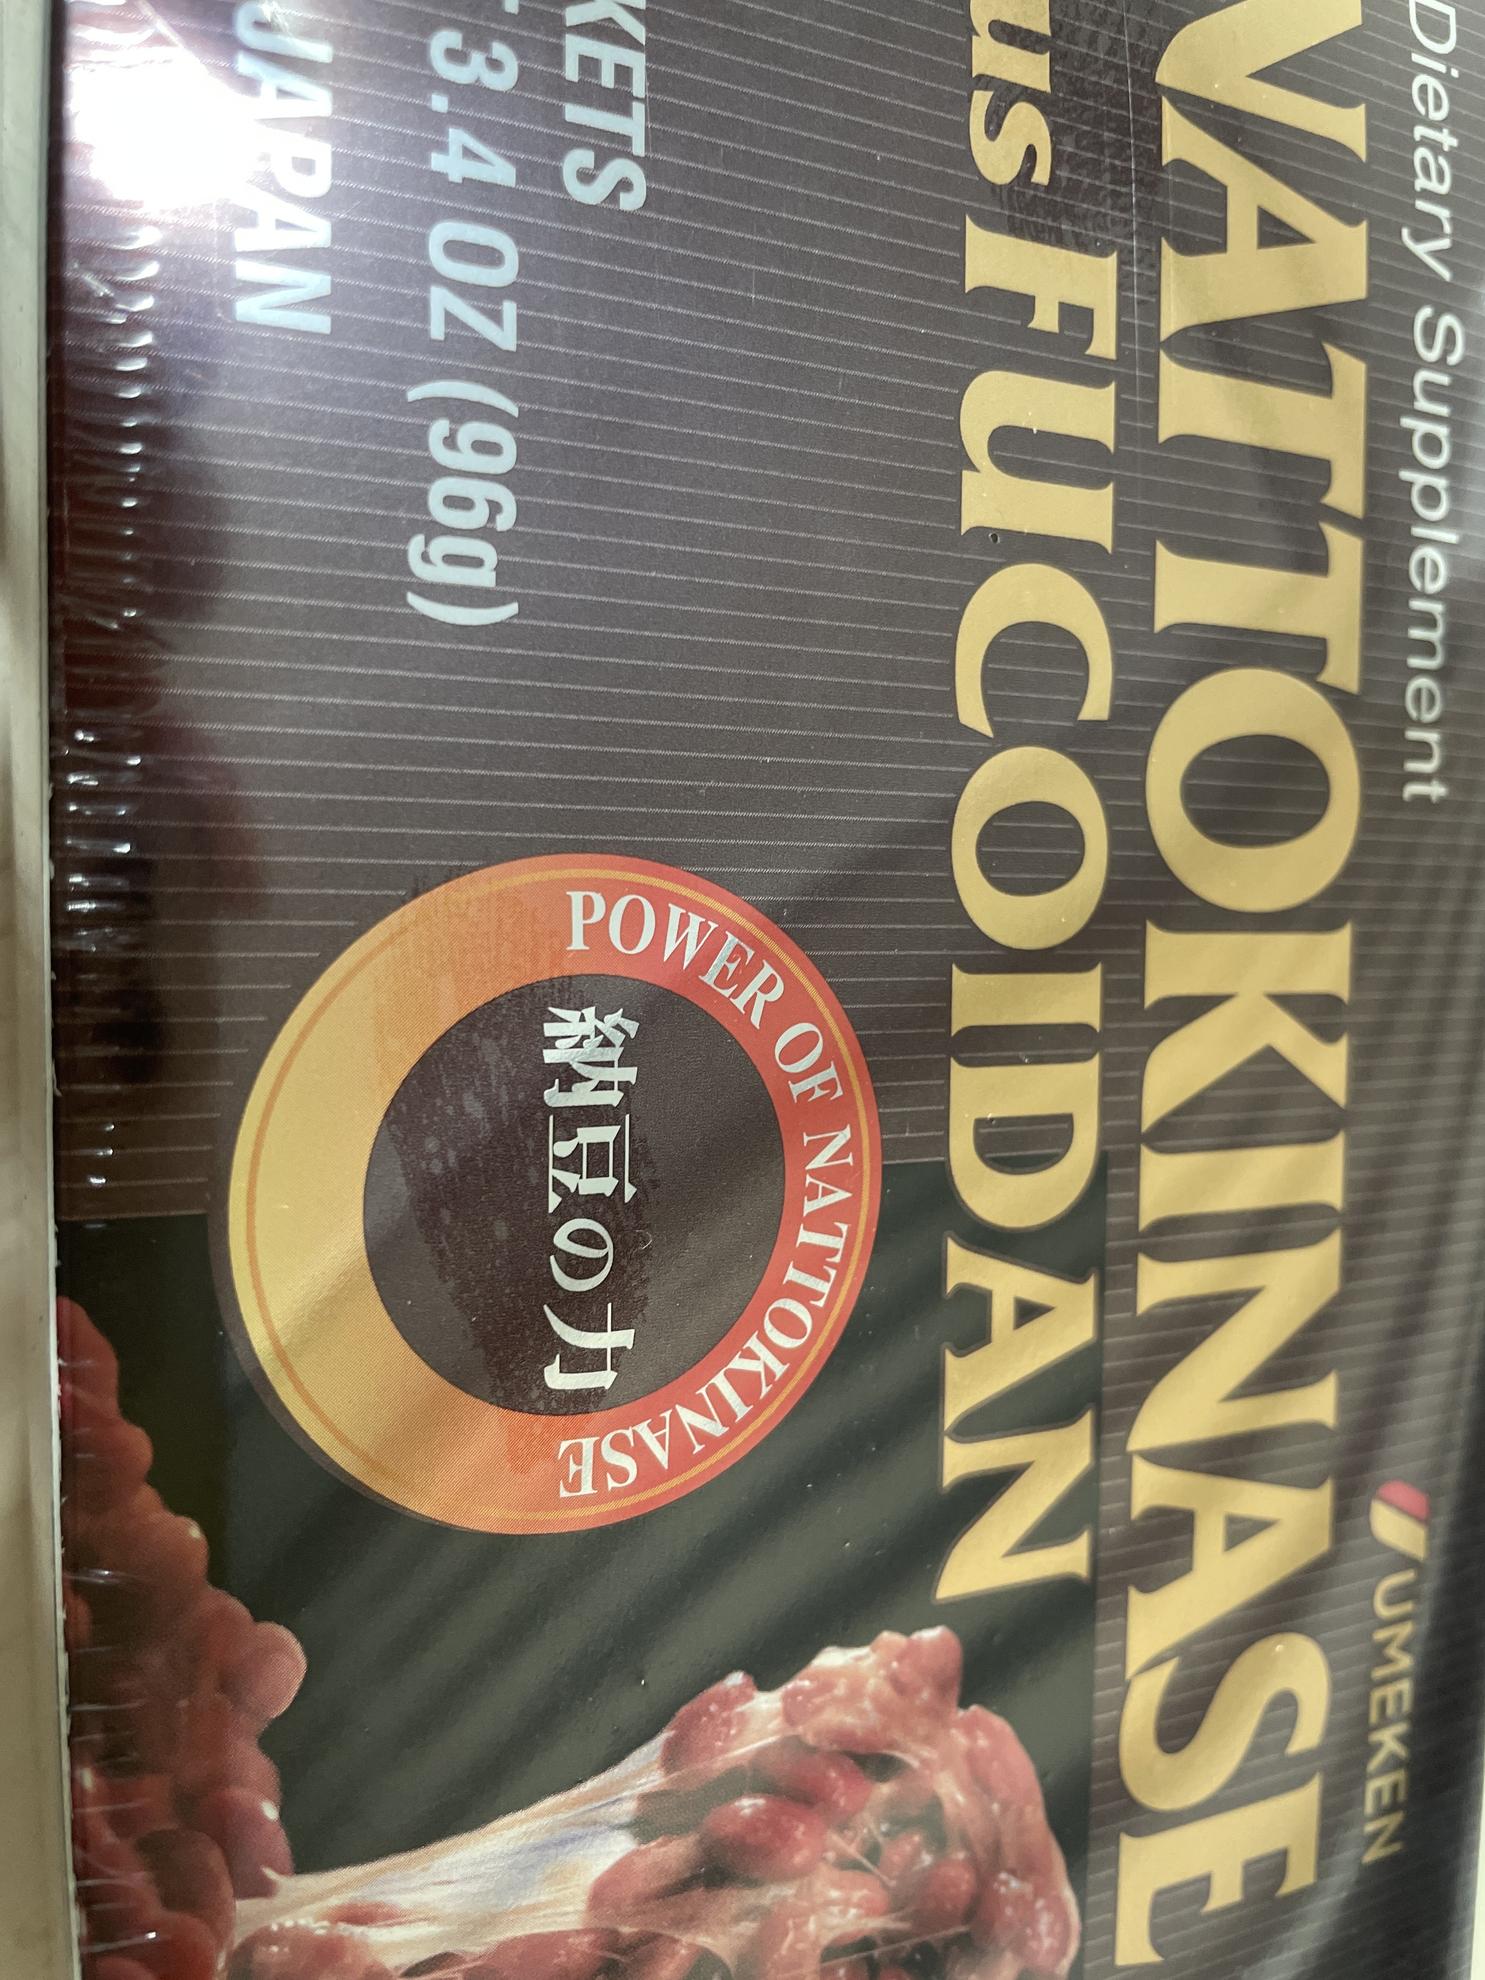 Dietary Supplement
UMEKEN
NATTOKINASE
us FUCOIDAN
POWER OF NATTOKINASE
納豆の力
KETS
3.4 OZ (96g)
JAPAN